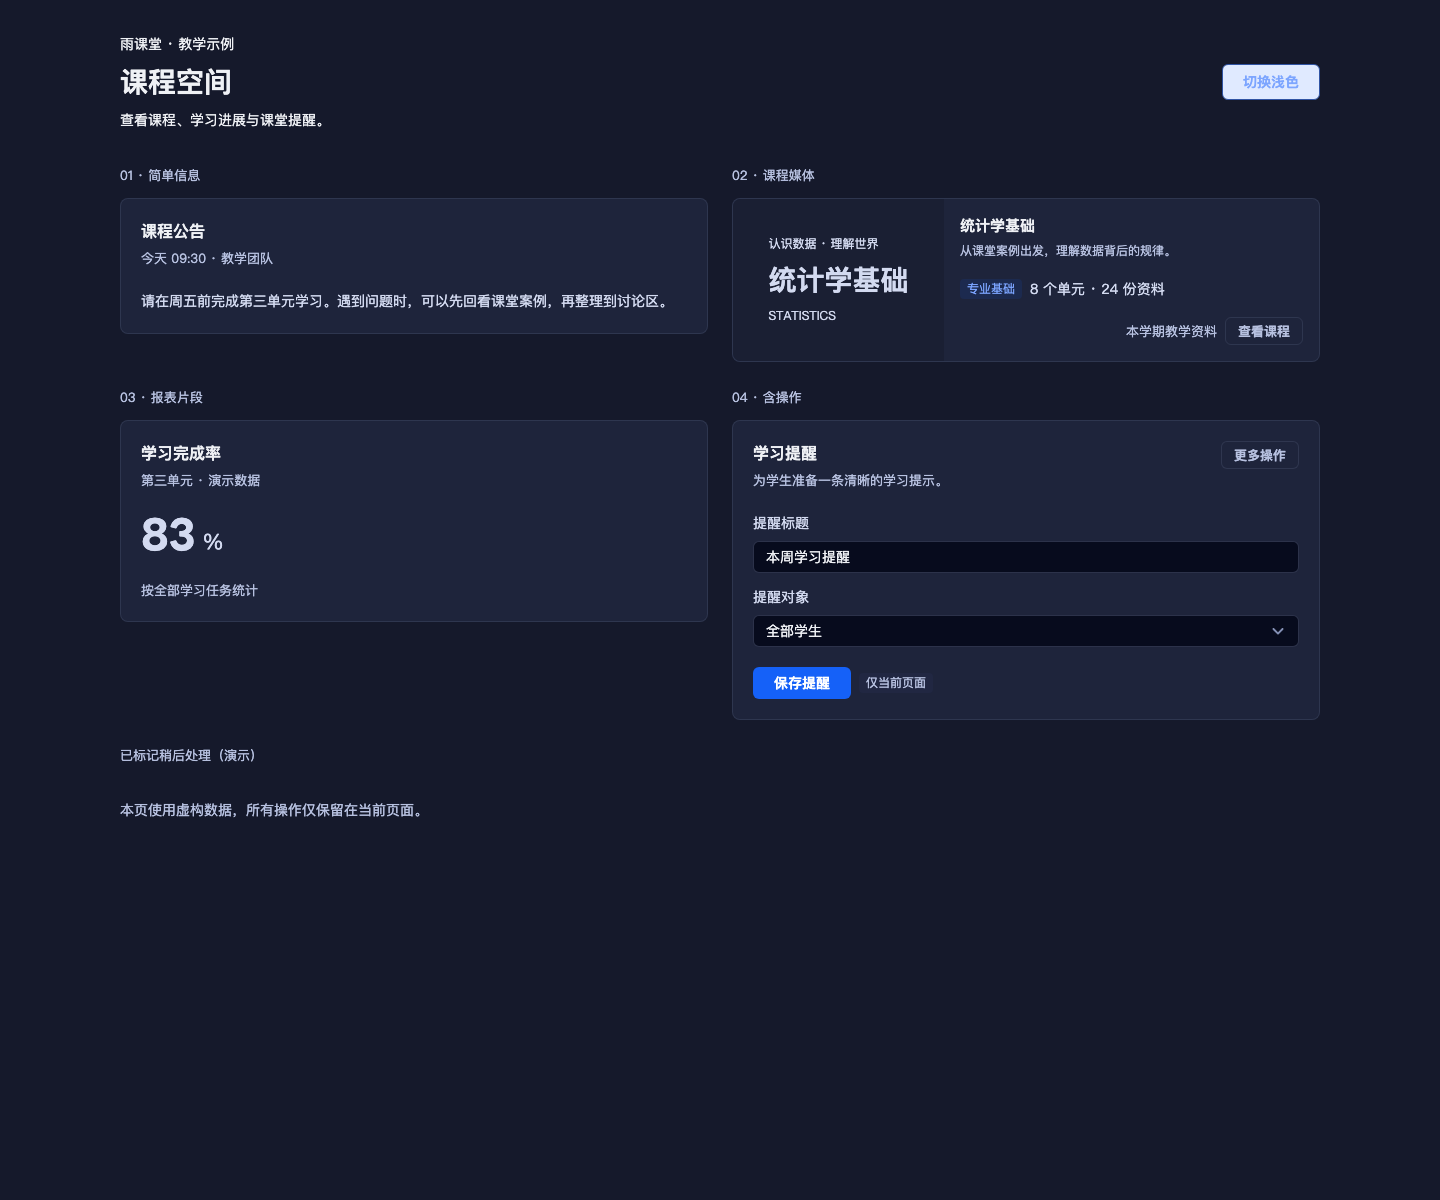 雨课堂 · 教学示例
课程空间
切换浅色
查看课程、学习进展与课堂提醒。
01 · 简单信息
课程公告
今天 09:30 · 教学团队
请在周五前完成第三单元学习。遇到问题时，可以先回看课堂案例，再整理到讨论区。
02 · 课程媒体
认识数据 · 理解世界
统计学基础
STATISTICS
统计学基础
从课堂案例出发，理解数据背后的规律。
专业基础 8 个单元 · 24 份资料
本学期教学资料 查看课程
03 · 报表片段
学习完成率
第三单元 · 演示数据
83 %
按全部学习任务统计
04 · 含操作
学习提醒
更多操作
为学生准备一条清晰的学习提示。
提醒标题
本周学习提醒
提醒对象
全部学生
保存提醒 仅当前页面
已标记稍后处理（演示）
本页使用虚构数据，所有操作仅保留在当前页面。